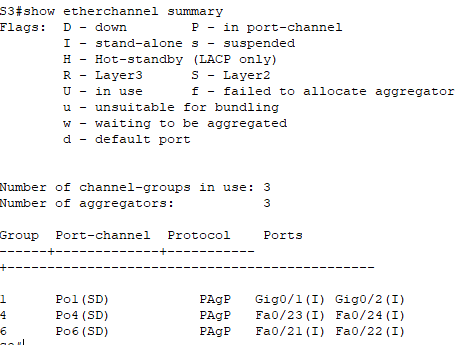 S3#show etherchannel summary
Flags:  D - down        P - in port-channel
        I - stand-alone s - suspended
        H - Hot-standby (LACP only)
        R - Layer3      S - Layer2
        U - in use      f - failed to allocate aggregator
        u - unsuitable for bundling
        w - waiting to be aggregated
        d - default port
Number of channel-groups in use: 3
Number of aggregators:           3
Group  Port-channel  Protocol    Ports
------+-------------+-----------
+----------------------------------------------
1      Po1(SD)           PAgP   Gig0/1(I) Gig0/2(I)
4      Po4(SD)           PAgP   Fa0/23(I) Fa0/24(I)
6      Po6(SD)           PAgP   Fa0/21(I) Fa0/22(I)